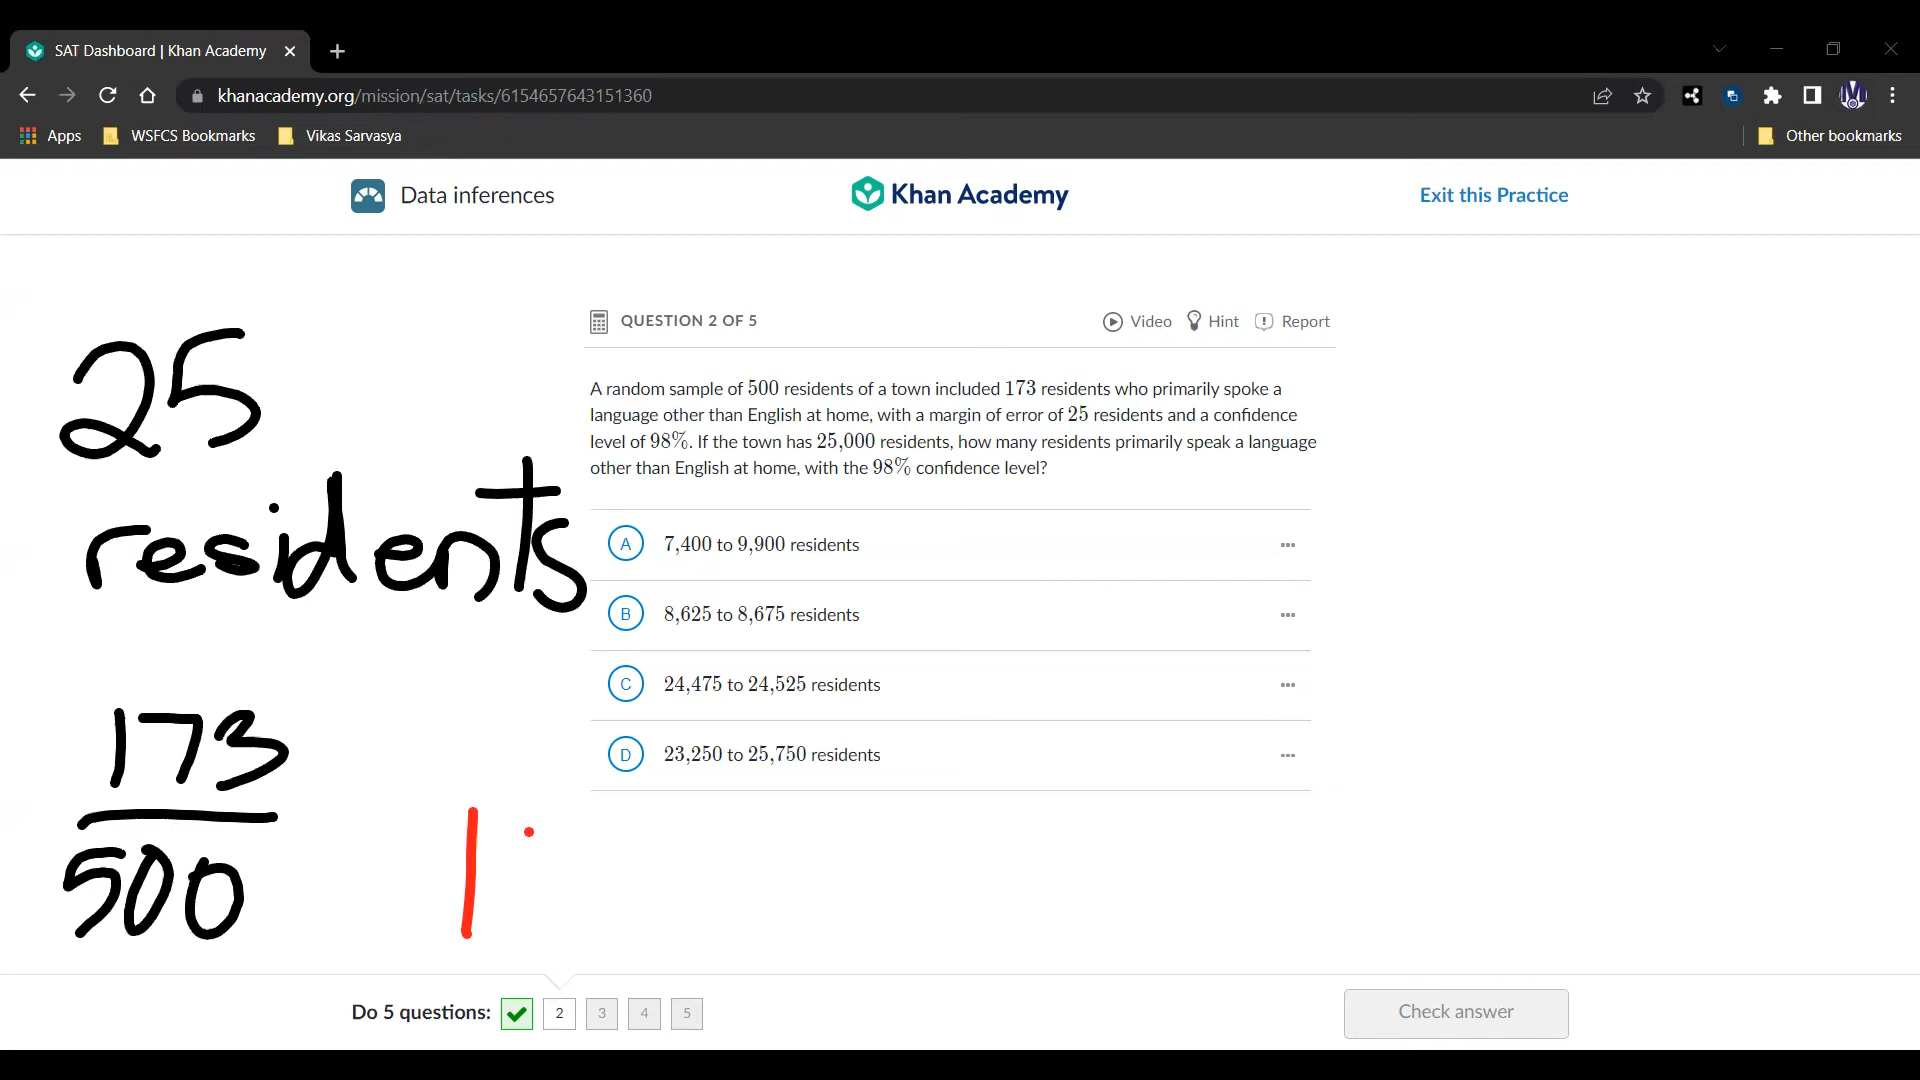 SAT Dashboard | Khan Academy
khanacademy.org/mission/sat/tasks/6154657643151360
Apps WSFCS Bookmarks Vikas Sarvasya Other bookmarks
Data inferences Khan Academy Exit this Practice
QUESTION 2 OF 5 Video Hint Report
A random sample of 500 residents of a town included 173 residents who primarily spoke a
language other than English at home, with a margin of error of 25 residents and a confidence
level of 98%. If the town has 25,000 residents, how many residents primarily speak a language
other than English at home, with the 98% confidence level?
A 7,400 to 9,900 residents
B 8,625 to 8,675 residents
C 24,475 to 24,525 residents
D 23,250 to 25,750 residents
25
residents
173
500
Do 5 questions: 2 3 4 5 Check answer